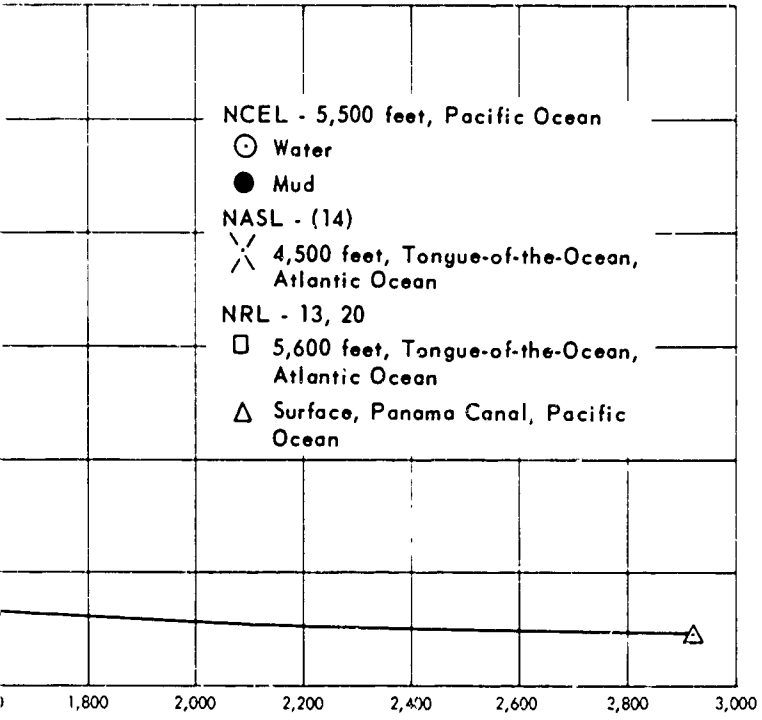 NCEL - 5,500 feet, Pacific Ocean
Water
Mud
NASL - (14)
4,500 feet, Tongue-of-the-Ocean,
Atlantic Ocean
NRL - 13, 20
5,600 feet, Tongue-of-the-Ocean,
Atlantic Ocean
Surface, Panama Canal, Pacific
Ocean
1,800 2,000 2,200 2,400 2,600 2,800 3,000